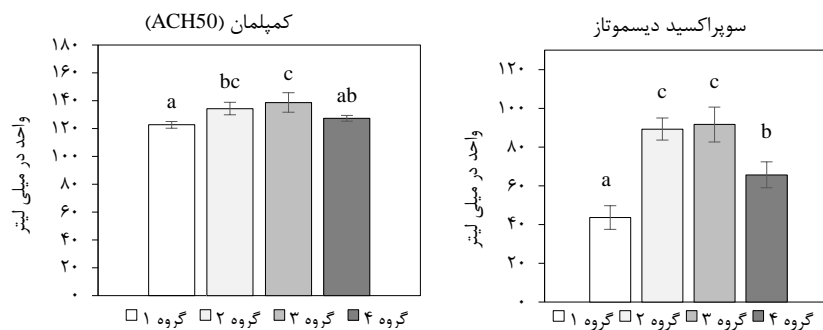 کمپلمان (ACH50)
واحد در میلی لیتر
۱۸۰
۱۶۰
۱۴۰
۱۲۰
۱۰۰
۸۰
۶۰
۴۰
۲۰
۰
a
bc
c
ab
گروه ۱ گروه ۲ گروه ۳ گروه ۴
سوپراکسید دیسموتاز
واحد در میلی لیتر
۱۲۰
۱۰۰
۸۰
۶۰
۴۰
۲۰
۰
a
c
c
b
گروه ۱ گروه ۲ گروه ۳ گروه ۴